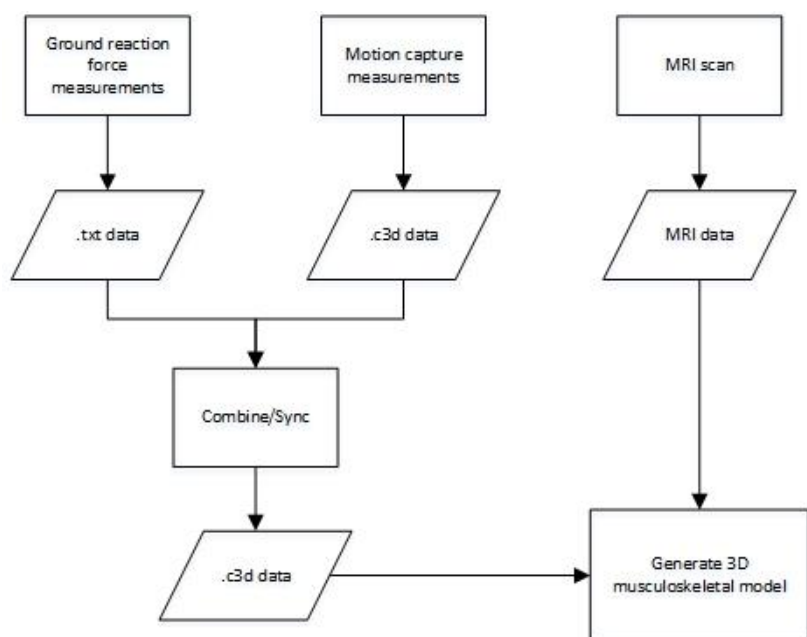 Ground reaction
force
measurements
Motion capture
measurements
MRI scan
.txt data
.c3d data
MRI data
Combine/Sync
.c3d data
Generate 3D
musculoskeletal model